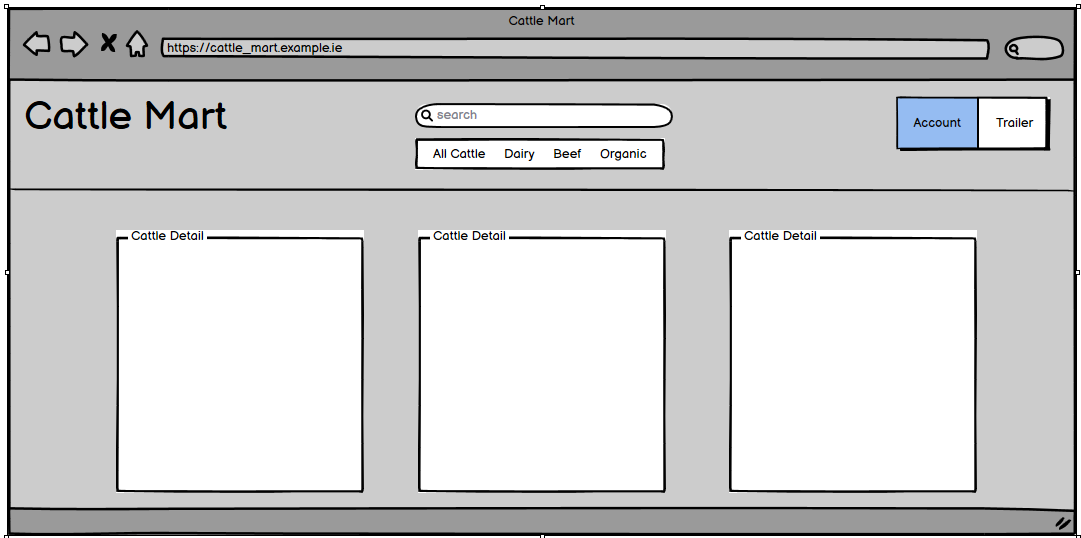 Cattle Mart
https://cattle_mart.example.ie
Cattle Mart
search
Account Trailer
All Cattle Dairy Beef Organic
Cattle Detail Cattle Detail Cattle Detail